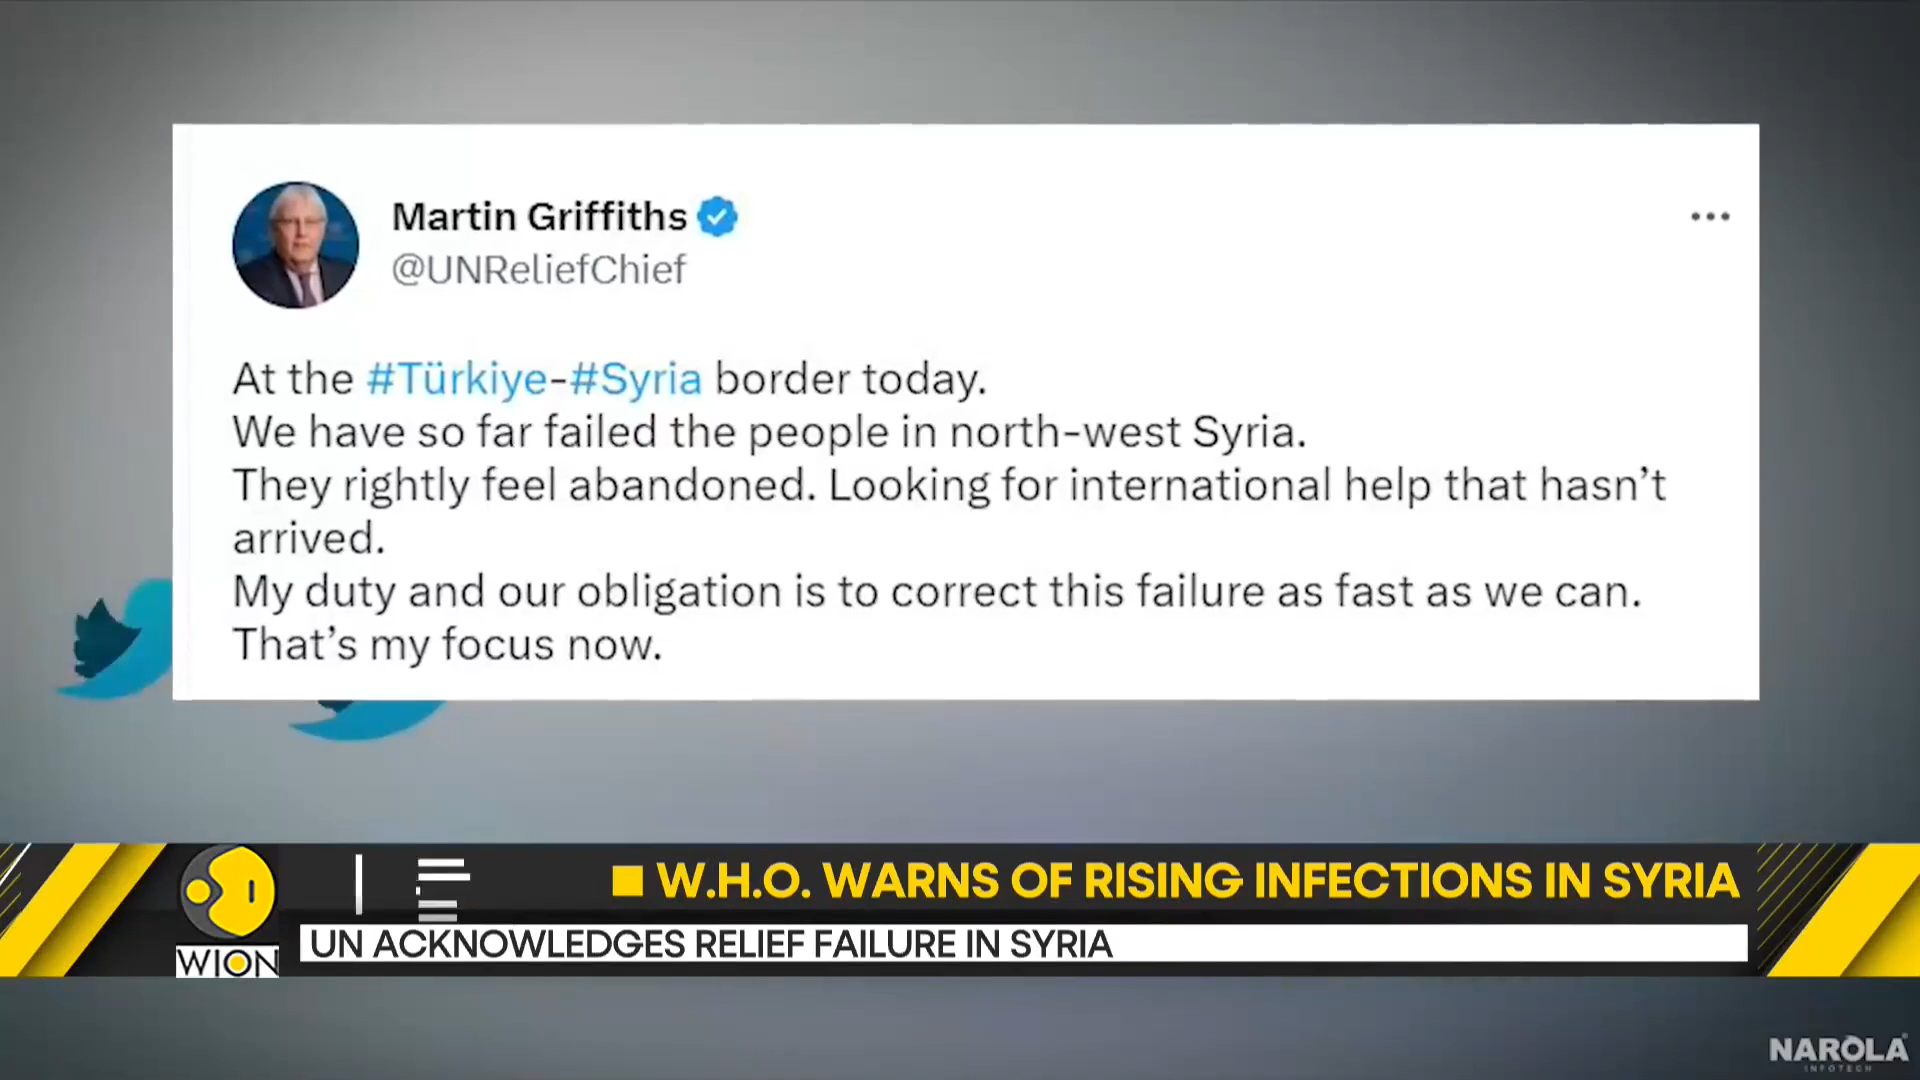 Martin Griffiths
@UNReliefChief
At the #Türkiye-#Syria border today.
We have so far failed the people in north-west Syria.
They rightly feel abandoned. Looking for international help that hasn't
arrived.
My duty and our obligation is to correct this failure as fast as we can.
That's my focus now.
W.H.O. WARNS OF RISING INFECTIONS IN SYRIA
UN ACKNOWLEDGES RELIEF FAILURE IN SYRIA
WION
NAROLA
INFOTECH